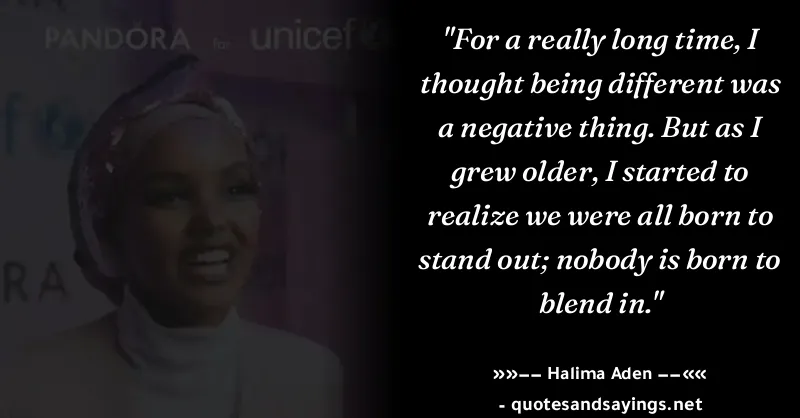 PANDÓRA for unicef
"For a really long time, I
thought being different was
a negative thing. But as I
grew older, I started to
realize we were all born to
stand out; nobody is born to
blend in."
RA
»»−− Halima Aden −−««
- quotesandsayings.net